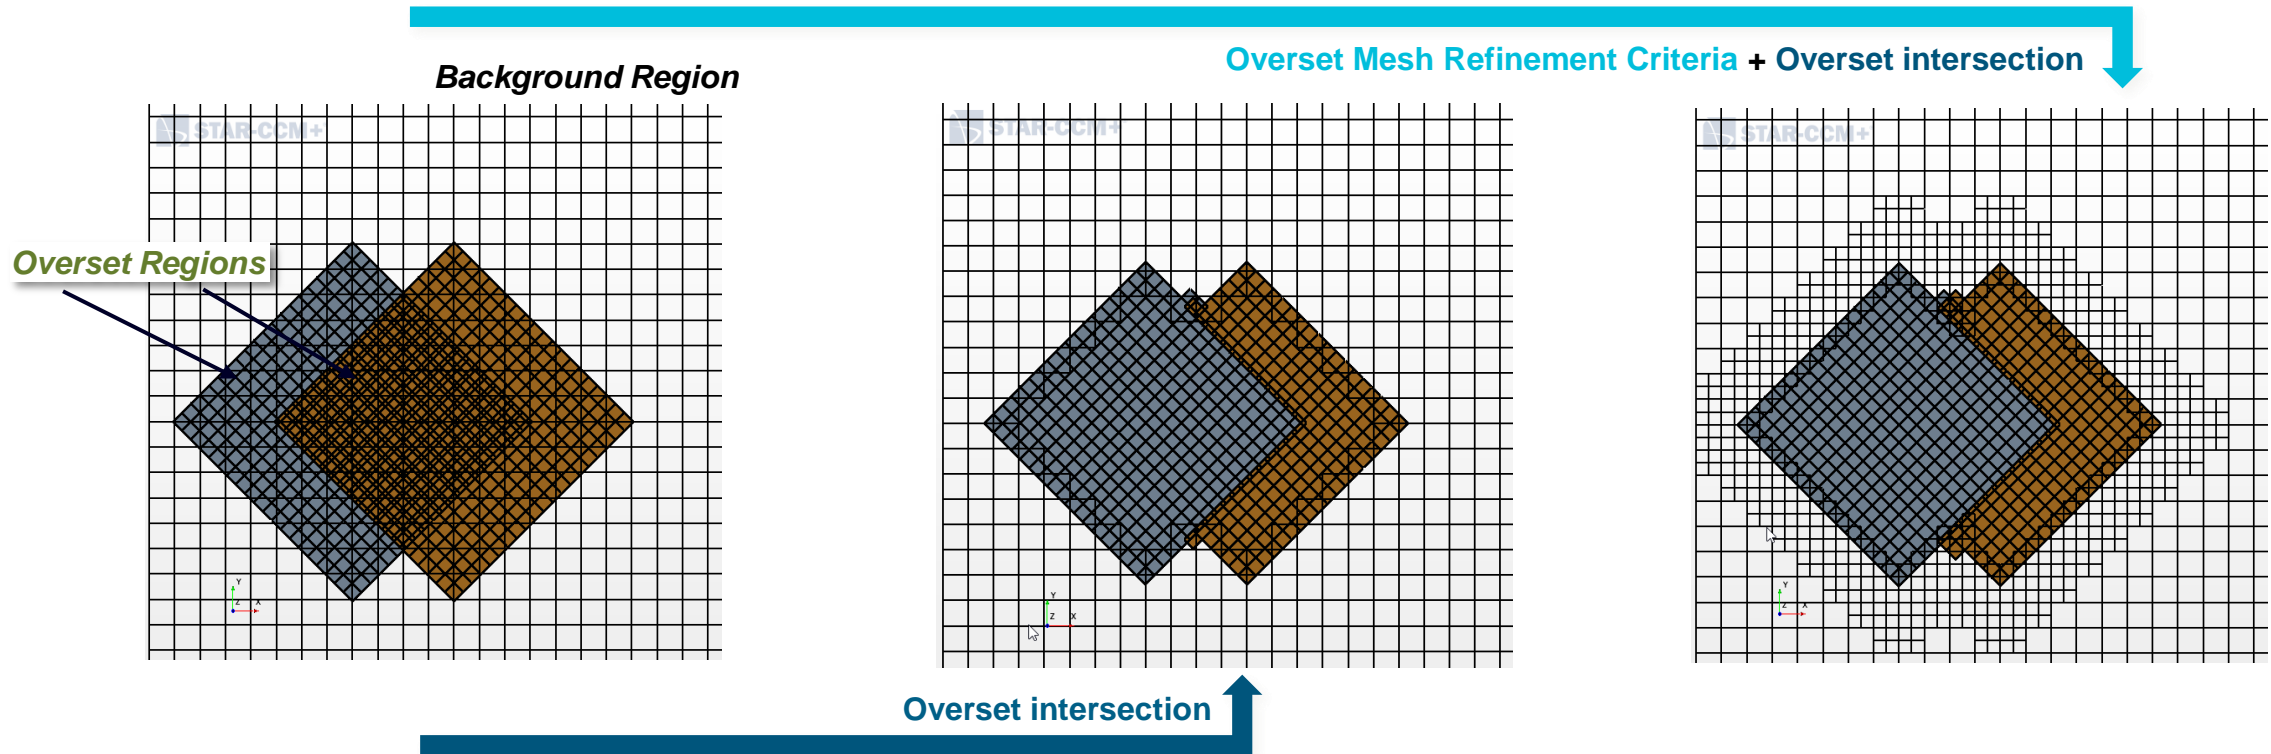 Overset Mesh Refinement Criteria + Overset intersection
Background Region
STAR-CCM+
STAR-CCM+
STAR-CCM+
Overset Regions
Y
Z X
Y
Z X
Y
Z X
Overset intersection